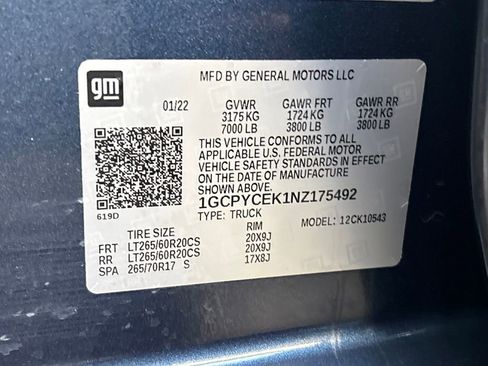 gm
MFD BY GENERAL MOTORS LLC
01/22 GVWR GAWR FRT GAWR RR
3175 KG 1724 KG 1724 KG
7000 LB 3800 LB 3800 LB
THIS VEHICLE CONFORMS TO ALL
APPLICABLE U.S. FEDERAL MOTOR
VEHICLE SAFETY STANDARDS IN EFFECT
ON THE DATE OF MANUFACTURE
SHOWN ABOVE.
1GCPYCEK1NZ175492
619D
TYPE: TRUCK MODEL: 12CK10543
TIRE SIZE RIM
FRT LT265/60R20CS 20X9J
RR LT265/60R20CS 20X9J
SPA 265/70R17 S 17X8J